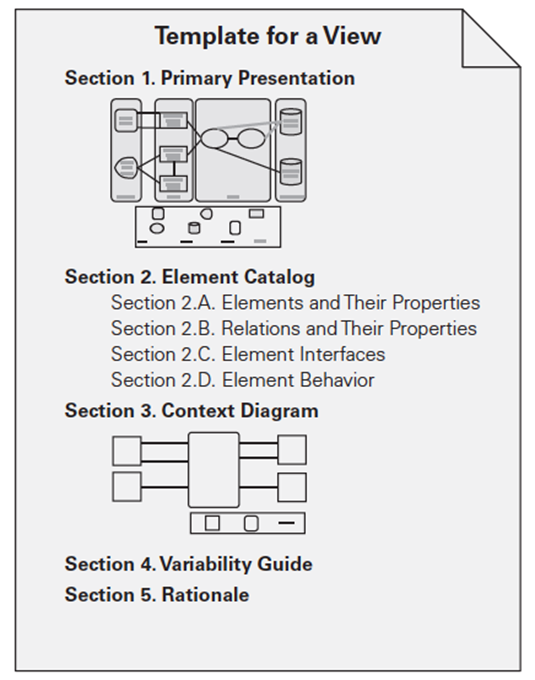 Template for a View
Section 1. Primary Presentation
Section 2. Element Catalog
Section 2.A. Elements and Their Properties
Section 2.B. Relations and Their Properties
Section 2.C. Element Interfaces
Section 2.D. Element Behavior
Section 3. Context Diagram
Section 4. Variability Guide
Section 5. Rationale